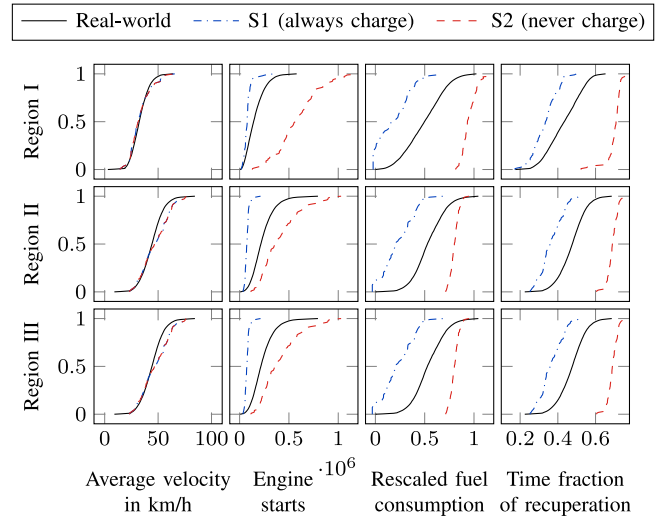 Real-world S1 (always charge) S2 (never charge)
Region I
1
0.5
0
Region II
1
0.5
0
Region III
1
0.5
0
0 50 100
0 0.5 1
0 0.5 1
0.2 0.4 0.6
·10⁶
Average velocity
in km/h
Engine
starts
Rescaled fuel
consumption
Time fraction
of recuperation